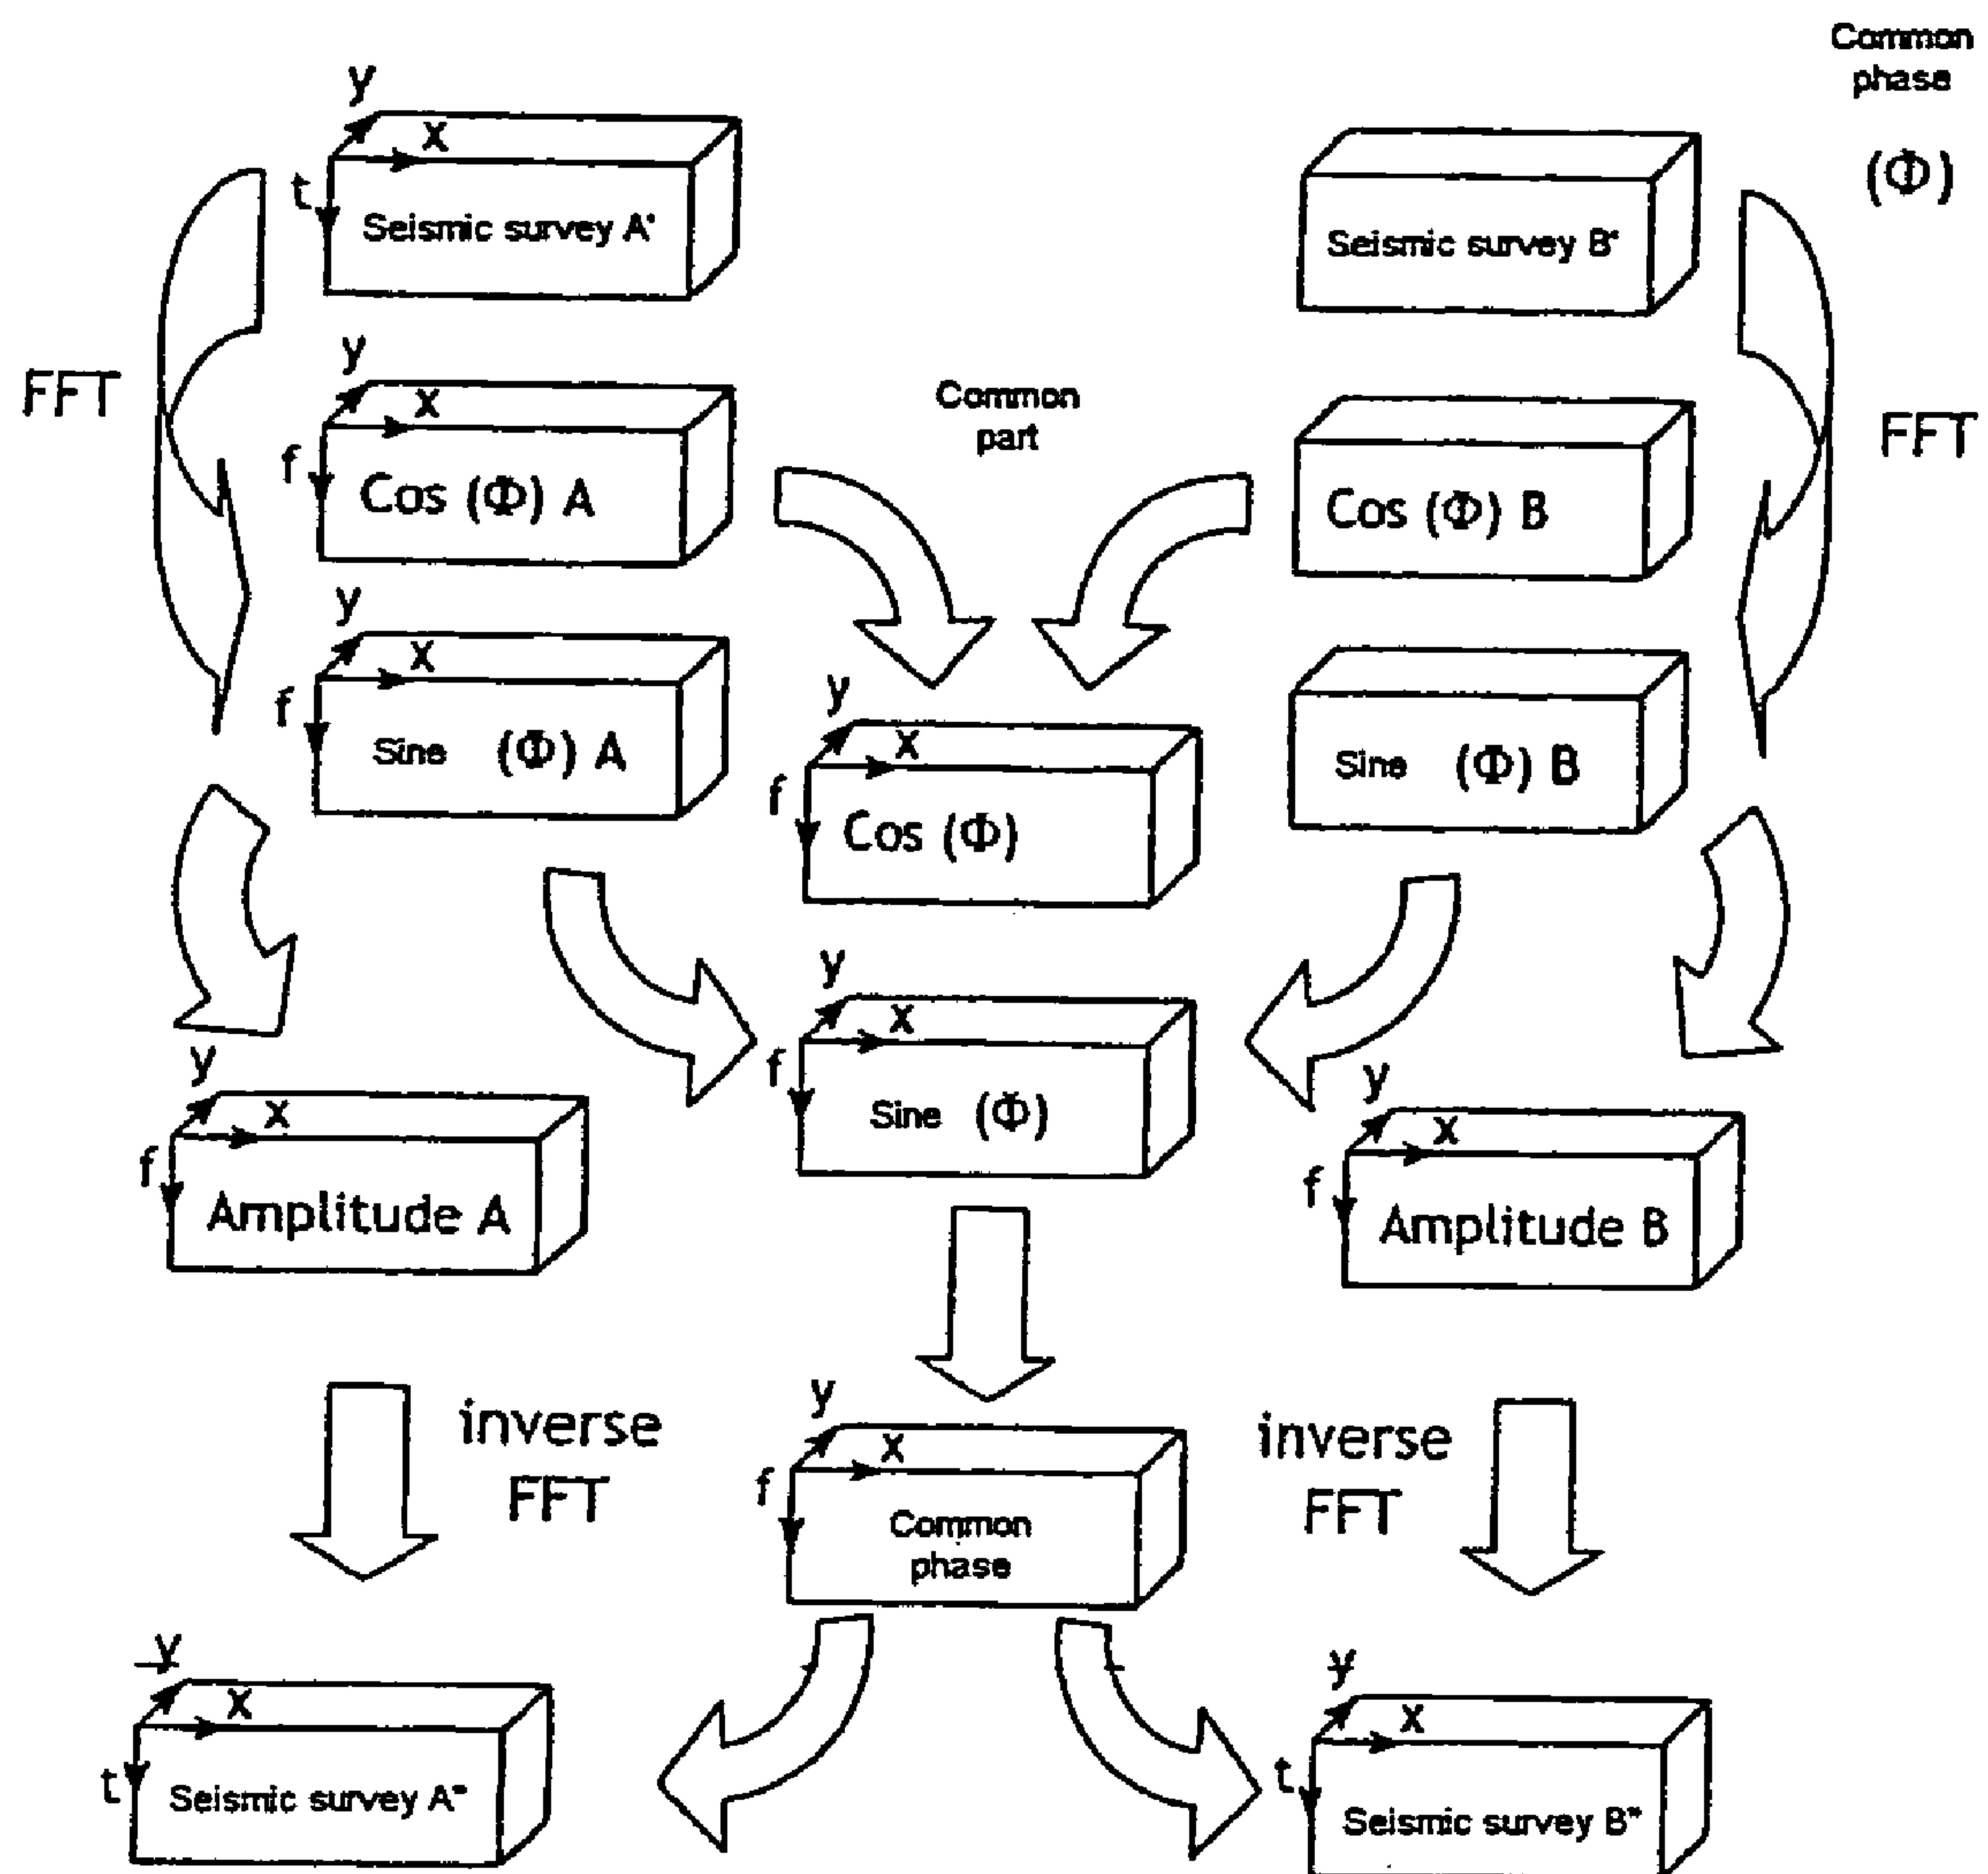 Common
phase
(Φ)
y
x
t
Seismic survey A'
Seismic survey B'
FFT
y
x
f
Cos (Φ) A
Common
part
Cos (Φ) B
FFT
y
x
f
Sine (Φ) A
y
x
f
Cos (Φ)
Sine (Φ) B
y
x
f
Sine (Φ)
y
x
f
Amplitude A
y
x
f
Amplitude B
inverse
FFT
y
x
f
Common
phase
inverse
FFT
y
x
t
Seismic survey A"
y
x
t
Seismic survey B"